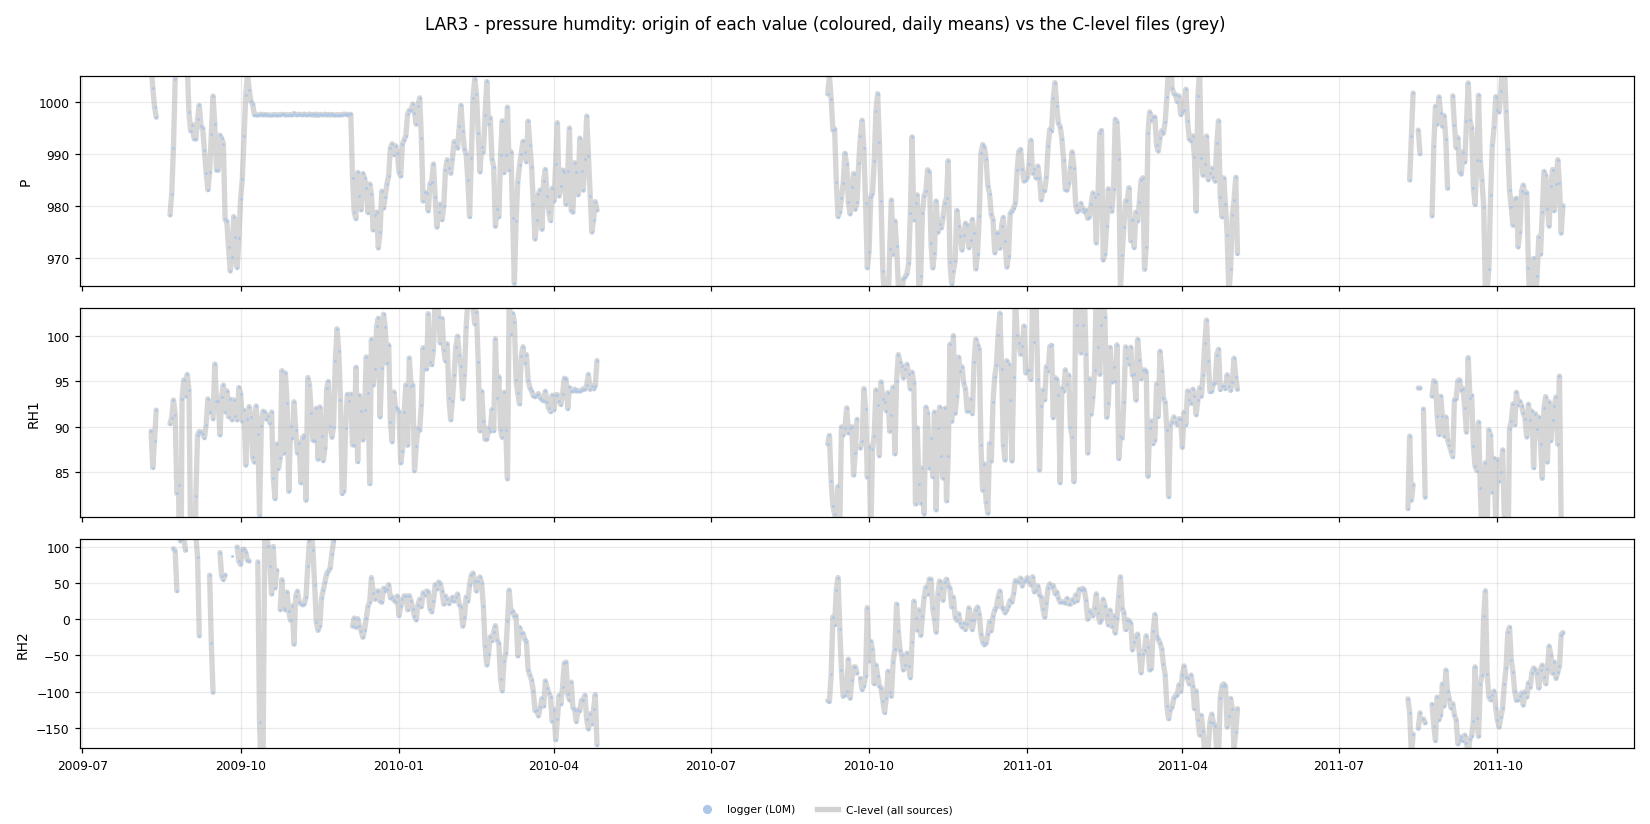 LAR3 - pressure humdity: origin of each value (coloured, daily means) vs the C-level files (grey)
P
1000
990
980
970
RH1
100
95
90
85
RH2
100
50
0
−50
−100
−150
2009-07 2009-10 2010-01 2010-04 2010-07 2010-10 2011-01 2011-04 2011-07 2011-10
logger (L0M) C-level (all sources)